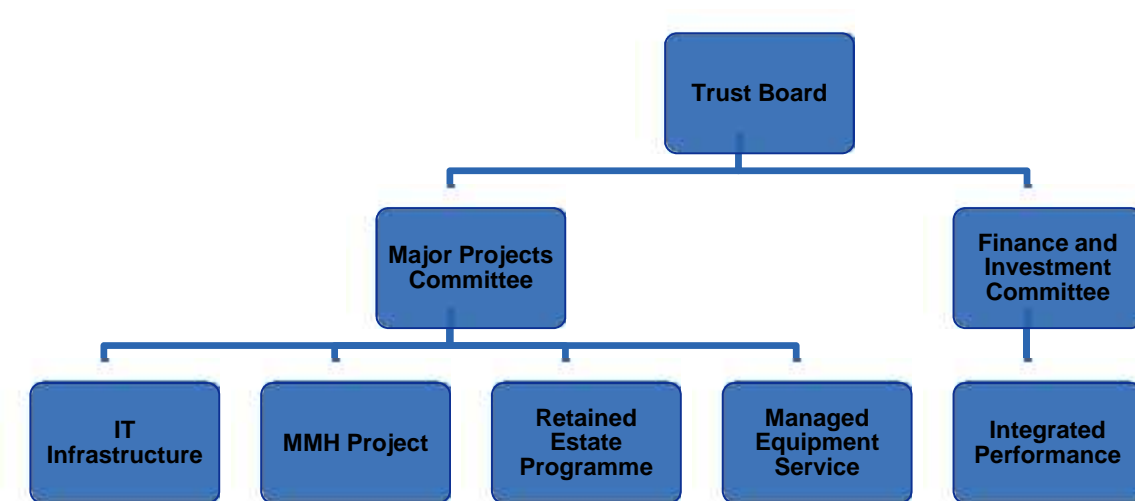 Trust Board
Major Projects
Committee
Finance and
Investment
Committee
IT
Infrastructure
MMH Project
Retained
Estate
Programme
Managed
Equipment
Service
Integrated
Performance